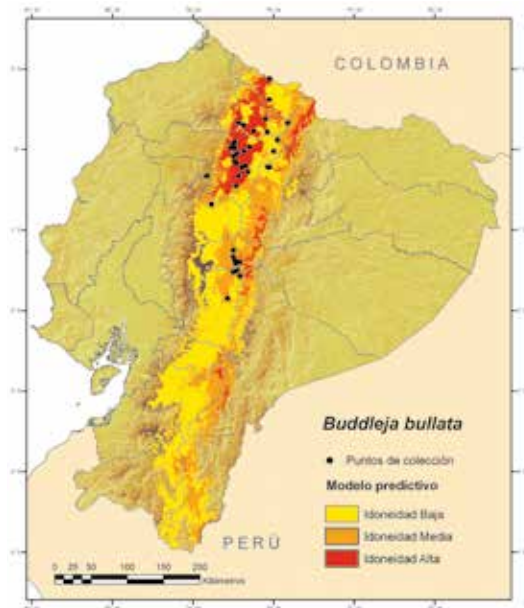 COLOMBIA
Buddleja bullata
Puntos de colección
Modelo predictivo
Idoneidad Baja
Idoneidad Media
Idoneidad Alta
PERÚ
0 25 50 100 150 200
Kilómetros